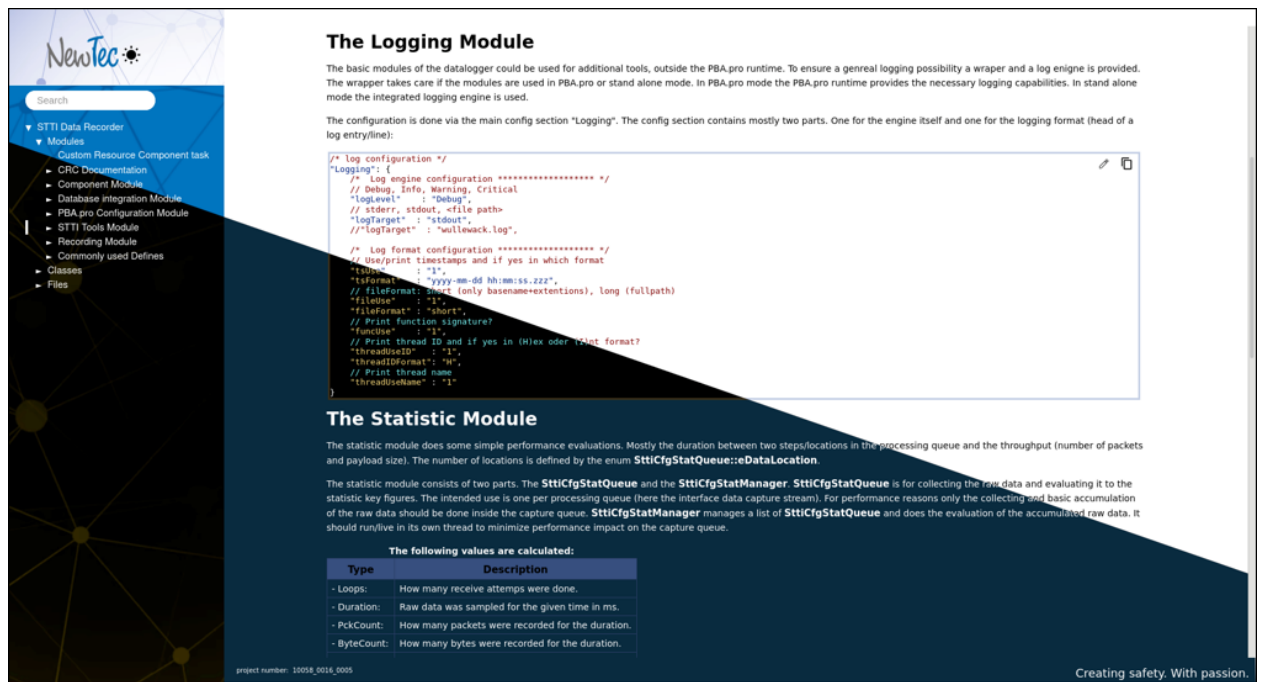 NewTec
Search
▼ STTI Data Recorder
▼ Modules
Custom Resource Component task
► CRC Documentation
► Component Module
► Database integration Module
► PBA.pro Configuration Module
► STTI Tools Module
► Recording Module
► Commonly used Defines
► Classes
► Files
The Logging Module
The basic modules of the datalogger could be used for additional tools, outside the PBA.pro runtime. To ensure a genreal logging possibility a wraper and a log enigne is provided.
The wrapper takes care if the modules are used in PBA.pro or stand alone mode. In PBA.pro mode the PBA.pro runtime provides the necessary logging capabilities. In stand alone
mode the integrated logging engine is used.
The configuration is done via the main config section "Logging". The config section contains mostly two parts. One for the engine itself and one for the logging format (head of a
log entry/line):
/* log configuration */
"Logging": {
/*  Log engine configuration ******************* */
// Debug, Info, Warning, Critical
"logLevel"    : "Debug",
// stderr, stdout, <file path>
"logTarget"  : "stdout",
//"logTarget"  : "wullewack.log",
/*  Log format configuration ******************* */
// Use/print timestamps and if yes in which format
"tsUse"      : "1",
"tsFormat"   : "yyyy-mm-dd hh:mm:ss.zzz",
// fileFormat: short (only basename+extentions), long (fullpath)
"fileUse"    : "1",
"fileFormat" : "short",
// Print function signature?
"funcUse"    : "1",
// Print thread ID and if yes in (H)ex oder (I)nt format?
"threadUseID"   : "1",
"threadIDFormat": "H",
// Print thread name
"threadUseName" : "1"
}
The Statistic Module
The statistic module does some simple performance evaluations. Mostly the duration between two steps/locations in the processing queue and the throughput (number of packets
and payload size). The number of locations is defined by the enum SttiCfgStatQueue::eDataLocation.
The statistic module consists of two parts. The SttiCfgStatQueue and the SttiCfgStatManager. SttiCfgStatQueue is for collecting the raw data and evaluating it to the
statistic key figures. The intended use is one per processing queue (here the interface data capture stream). For performance reasons only the collecting and basic accumulation
of the raw data should be done inside the capture queue. SttiCfgStatManager manages a list of SttiCfgStatQueue and does the evaluation of the accumulated raw data. It
should run/live in its own thread to minimize performance impact on the capture queue.
The following values are calculated:
Type Description
- Loops: How many receive attemps were done.
- Duration: Raw data was sampled for the given time in ms.
- PckCount: How many packets were recorded for the duration.
- ByteCount: How many bytes were recorded for the duration.
project number: 10058_0016_0005
Creating safety. With passion.